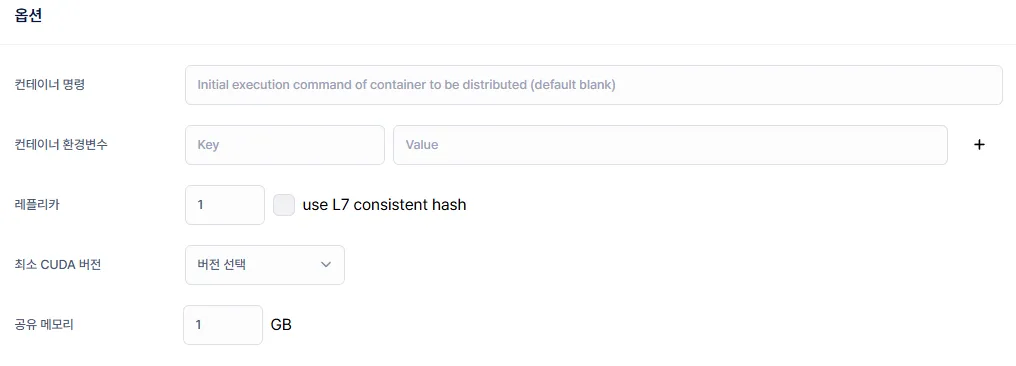 옵션
컨테이너 명령 Initial execution command of container to be distributed (default blank)
컨테이너 환경변수 Key Value +
레플리카 1 use L7 consistent hash
최소 CUDA 버전 버전 선택
공유 메모리 1 GB